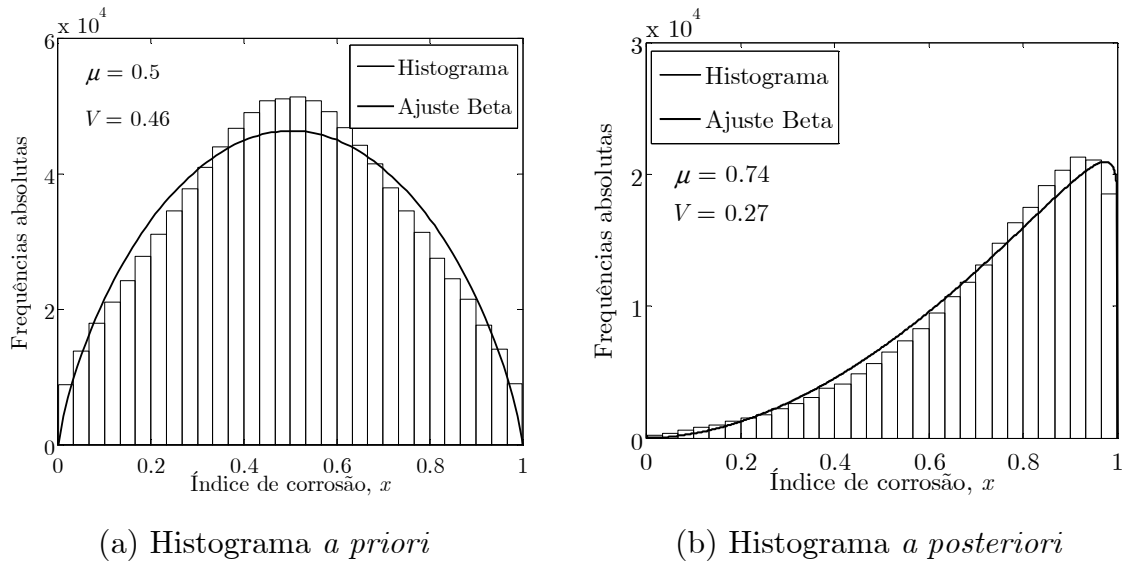 x 10^4
6
4
2
0
Frequências absolutas
μ = 0.5
V = 0.46
Histograma
Ajuste Beta
0 0.2 0.4 0.6 0.8 1
Índice de corrosão, x
(a) Histograma a priori
x 10^4
3
2
1
0
Frequências absolutas
Histograma
Ajuste Beta
μ = 0.74
V = 0.27
0 0.2 0.4 0.6 0.8 1
Índice de corrosão, x
(b) Histograma a posteriori